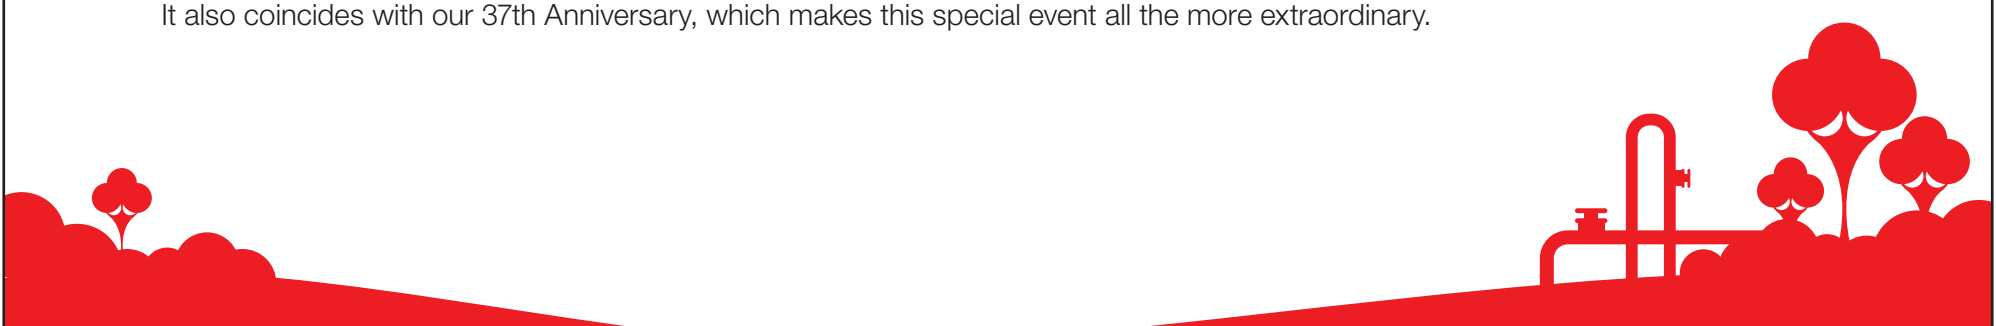 It also coincides with our 37th Anniversary, which makes this special event all the more extraordinary.